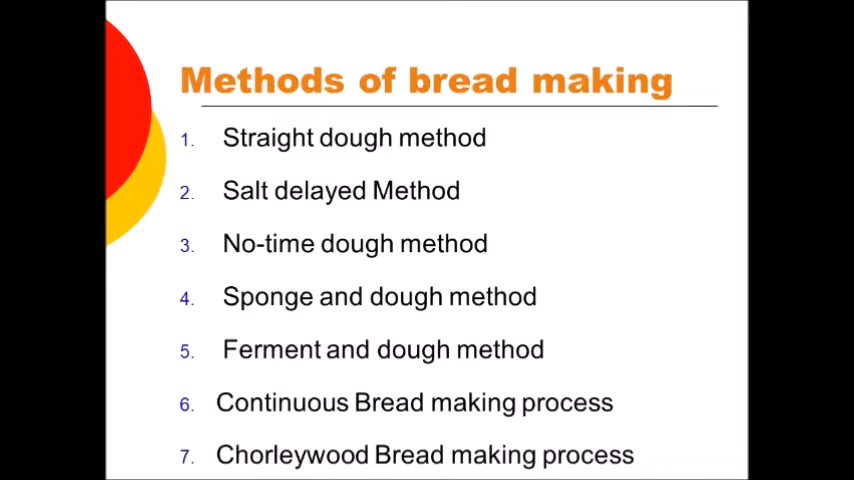 Methods of bread making
1. Straight dough method
2. Salt delayed Method
3. No-time dough method
4. Sponge and dough method
5. Ferment and dough method
6. Continuous Bread making process
7. Chorleywood Bread making process